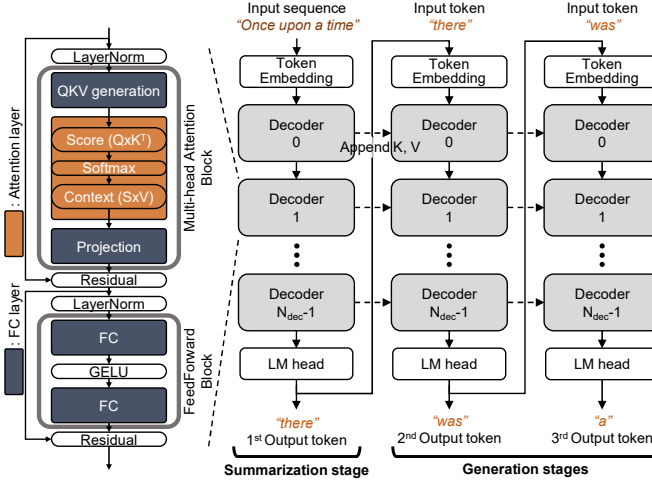 LayerNorm
QKV generation
Score (QxKᵀ)
Softmax
Context (SxV)
Projection
Residual
LayerNorm
FC
GELU
FC
Residual
: Attention layer
: FC layer
Multi-head Attention
Block
FeedForward
Block
Input sequence
“Once upon a time”
Token
Embedding
Decoder
0
Append K, V
Decoder
1
Decoder
N_dec-1
LM head
“there”
1st Output token
Summarization stage
Input token
“there”
Token
Embedding
Decoder
0
Decoder
1
Decoder
N_dec-1
LM head
“was”
2nd Output token
Input token
“was”
Token
Embedding
Decoder
0
Decoder
1
Decoder
N_dec-1
LM head
“a”
3rd Output token
Generation stages